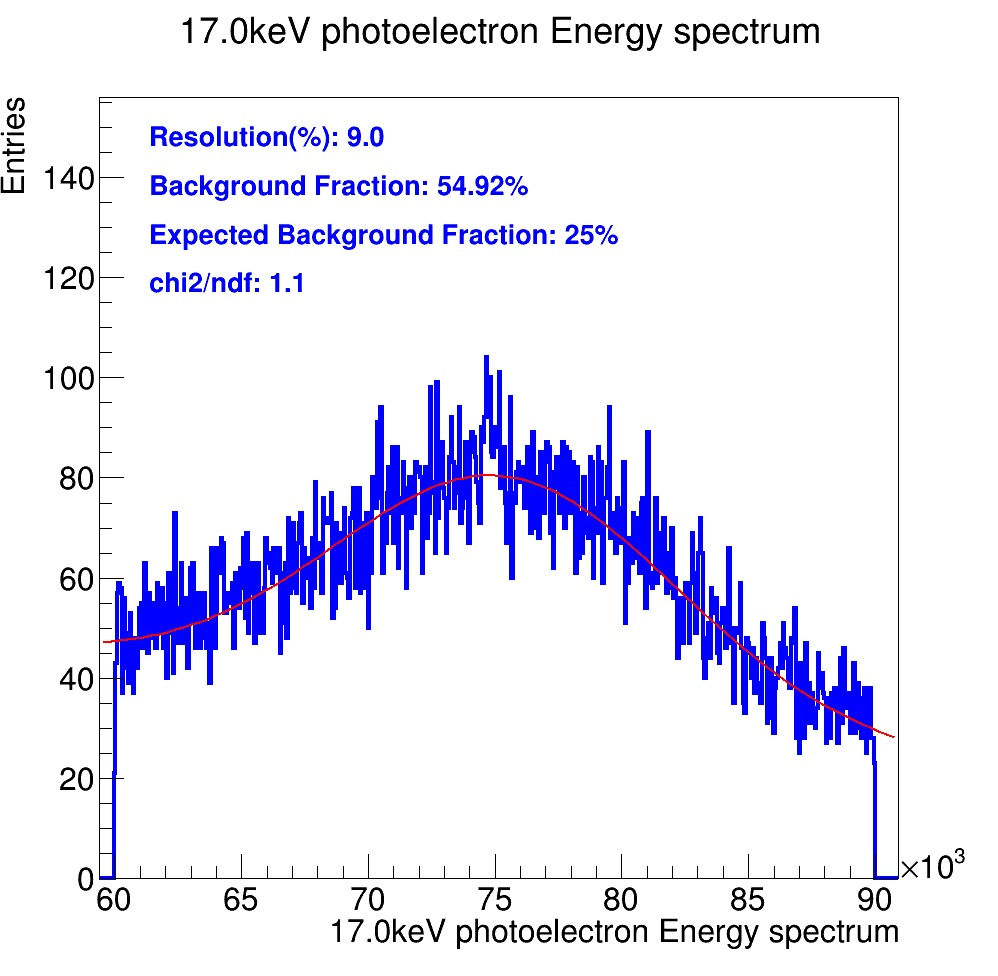 17.0keV photoelectron Energy spectrum
Entries
Resolution(%): 9.0
Background Fraction: 54.92%
Expected Background Fraction: 25%
chi2/ndf: 1.1
140
120
100
80
60
40
20
0
60 65 70 75 80 85 90 ×10³
17.0keV photoelectron Energy spectrum